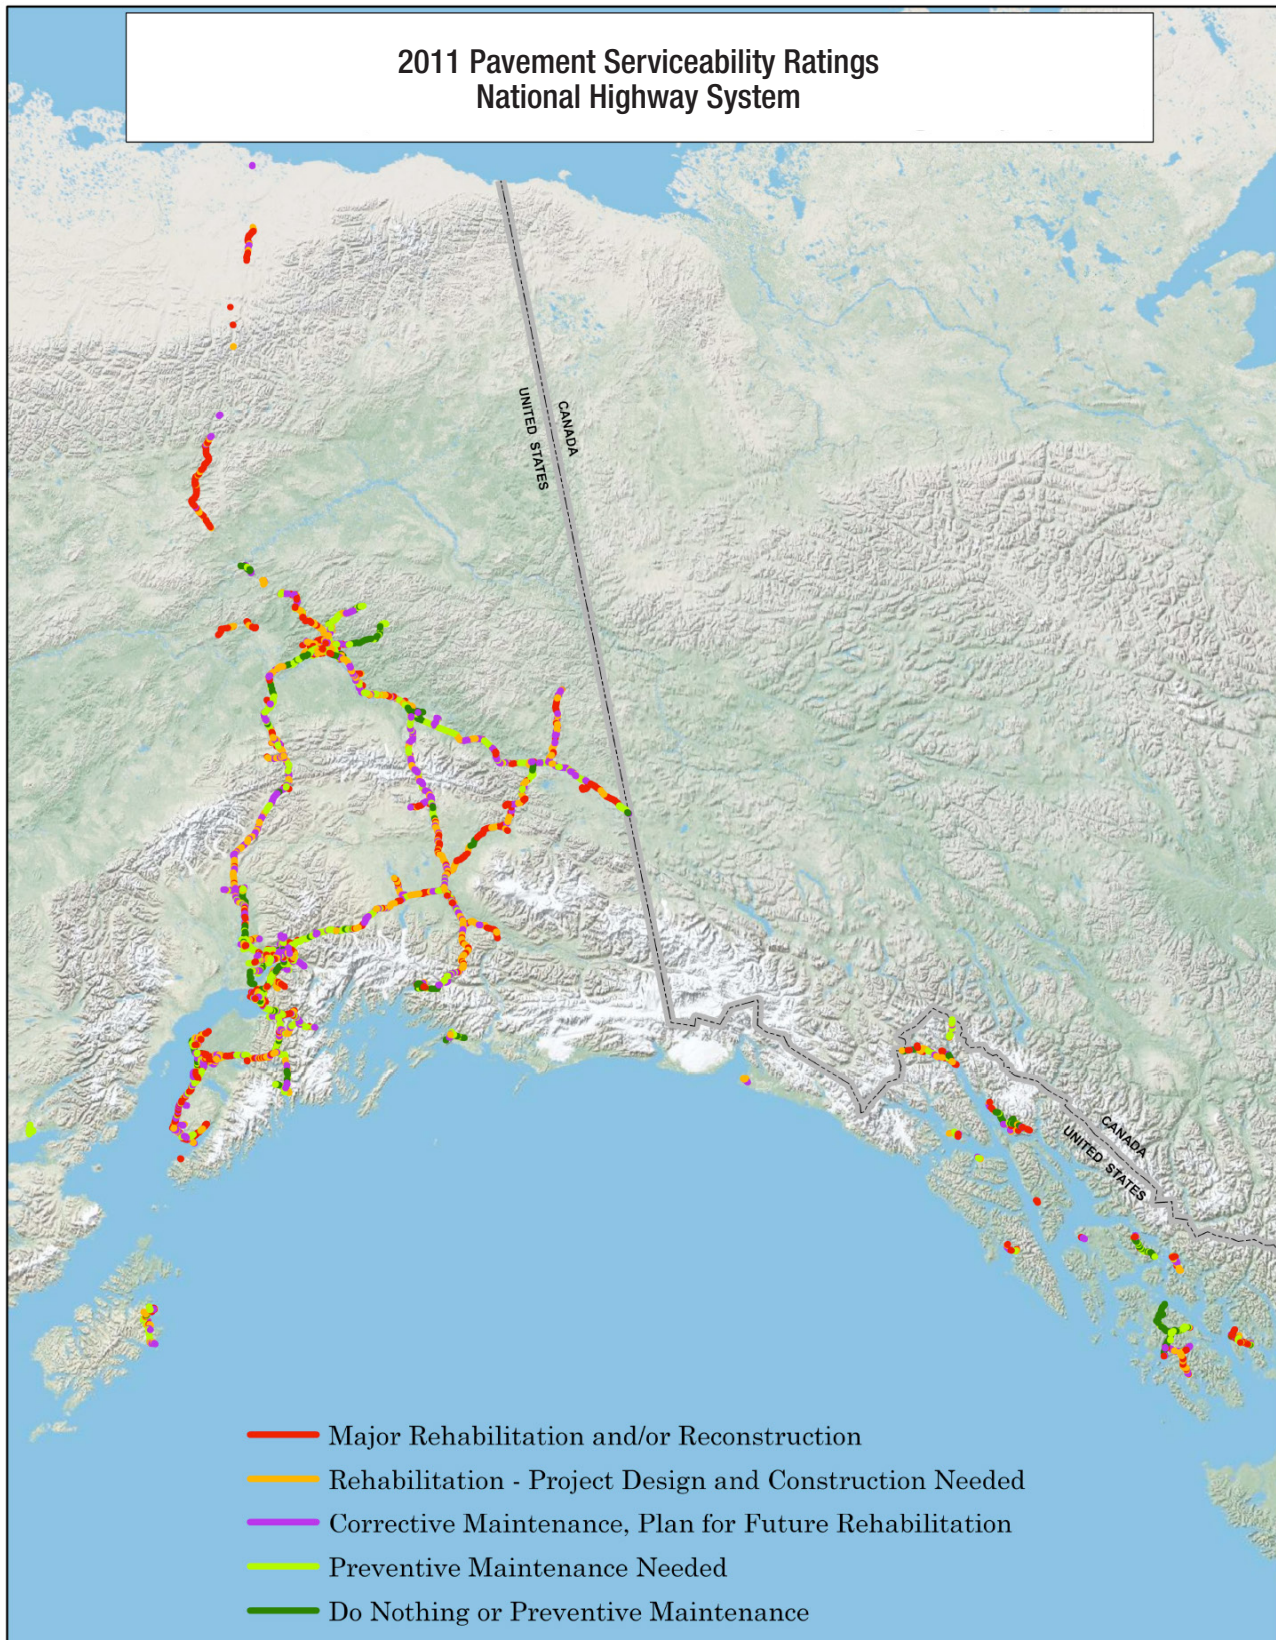 2011 Pavement Serviceability Ratings
National Highway System
CANADA
UNITED STATES
CANADA
UNITED STATES
Major Rehabilitation and/or Reconstruction
Rehabilitation - Project Design and Construction Needed
Corrective Maintenance, Plan for Future Rehabilitation
Preventive Maintenance Needed
Do Nothing or Preventive Maintenance